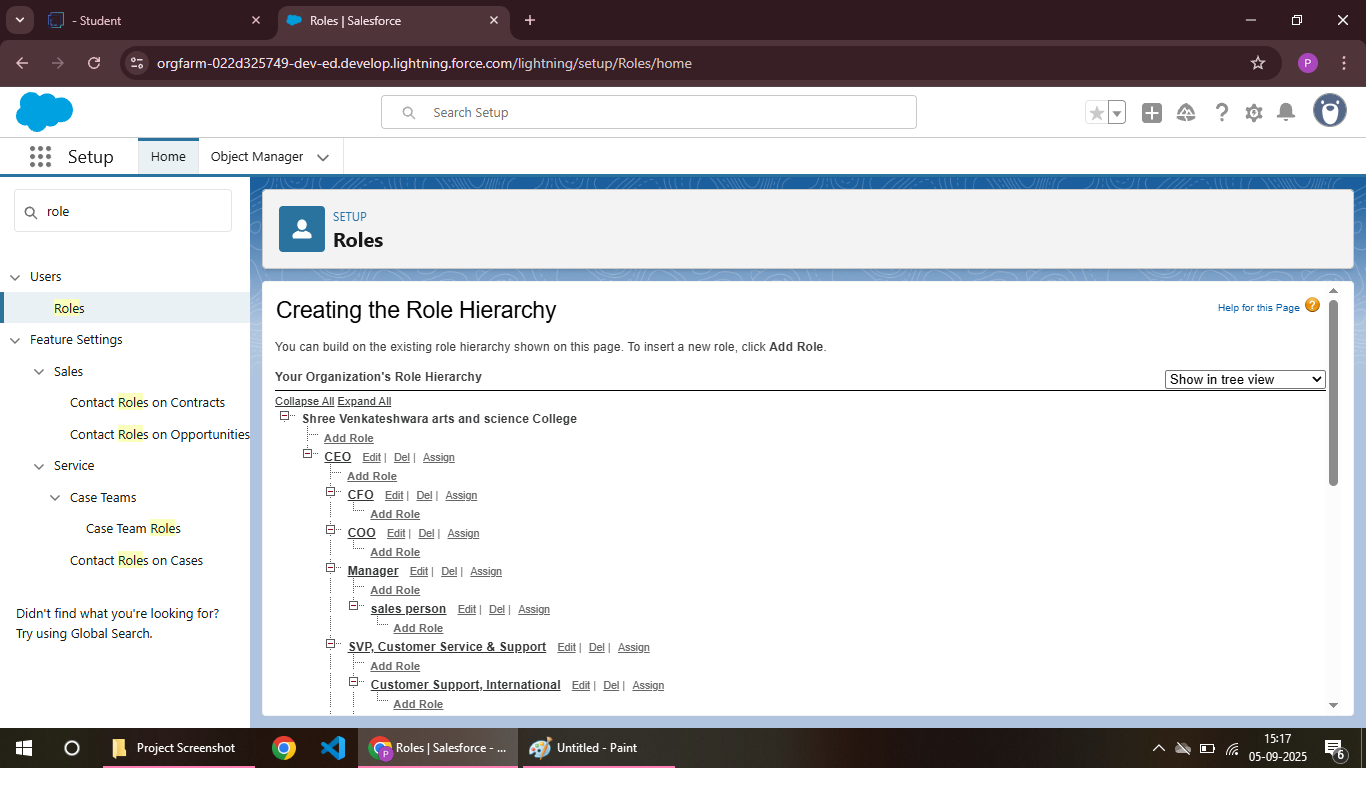 - Student
Roles | Salesforce
orgfarm-022d325749-dev-ed.develop.lightning.force.com/lightning/setup/Roles/home
P
Search Setup
Setup
Home
Object Manager
role
Users
Roles
Feature Settings
Sales
Contact Roles on Contracts
Contact Roles on Opportunities
Service
Case Teams
Case Team Roles
Contact Roles on Cases
Didn't find what you're looking for?
Try using Global Search.
SETUP
Roles
Creating the Role Hierarchy
Help for this Page ?
You can build on the existing role hierarchy shown on this page. To insert a new role, click Add Role.
Your Organization's Role Hierarchy
Show in tree view
Collapse All Expand All
Shree Venkateshwara arts and science College
Add Role
CEO Edit | Del | Assign
Add Role
CFO Edit | Del | Assign
Add Role
COO Edit | Del | Assign
Add Role
Manager Edit | Del | Assign
Add Role
sales person Edit | Del | Assign
Add Role
SVP, Customer Service & Support Edit | Del | Assign
Add Role
Customer Support, International Edit | Del | Assign
Add Role
Project Screenshot
P
Roles | Salesforce - ...
Untitled - Paint
15:17
05-09-2025
6